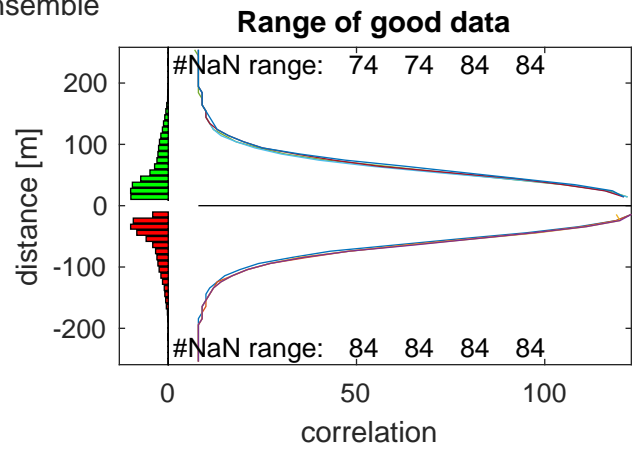 nsemble
Range of good data
#NaN range: 74 74 84 84
200
100
0
-100
-200
distance [m]
#NaN range: 84 84 84 84
0 50 100
correlation